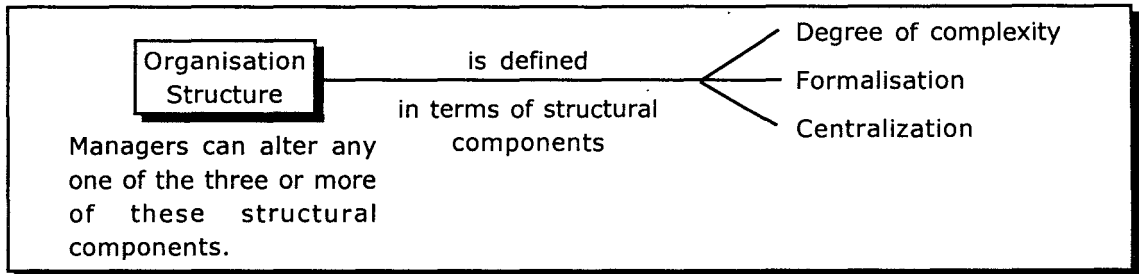 Organisation
Structure
is defined
in terms of structural
components
Degree of complexity
Formalisation
Centralization
Managers can alter any
one of the three or more
of these structural
components.